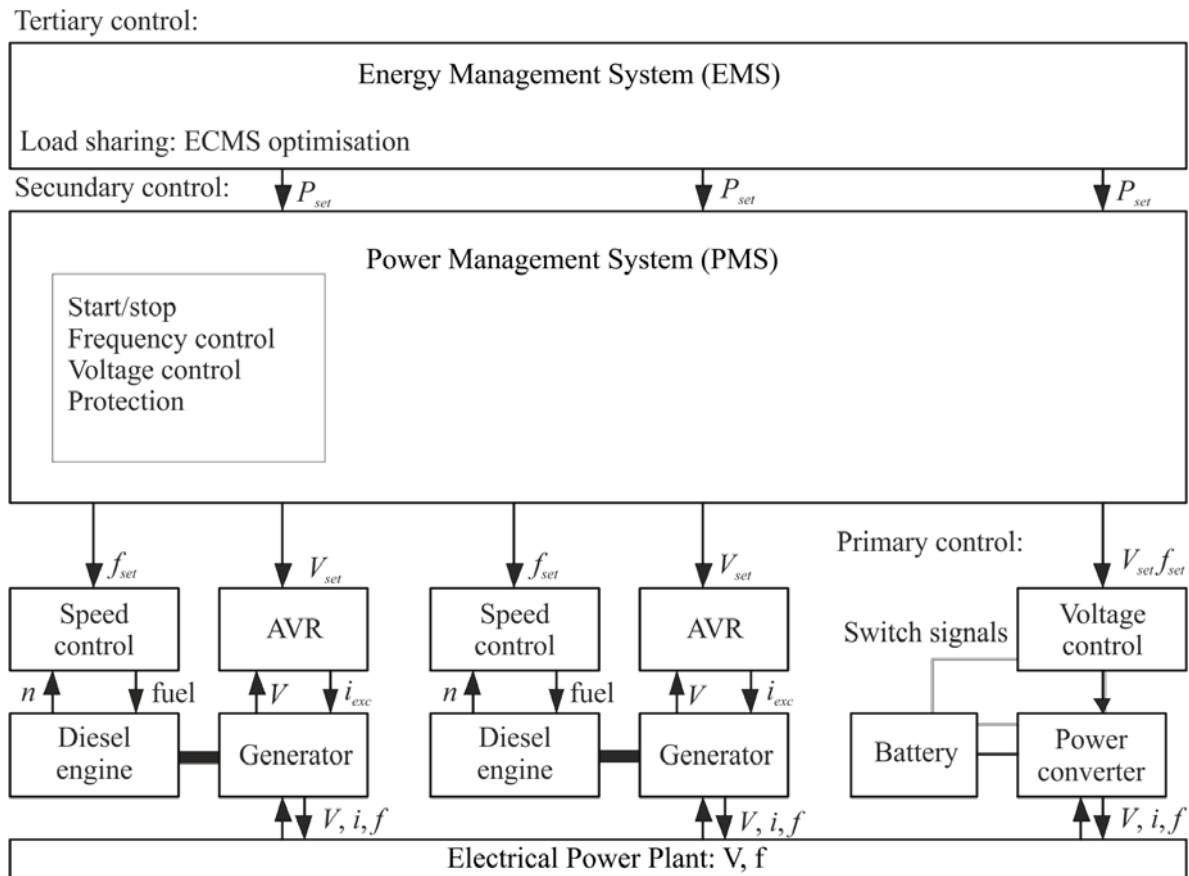 Tertiary control:
Energy Management System (EMS)
Load sharing: ECMS optimisation
Secundary control:
P_set
P_set
P_set
Power Management System (PMS)
Start/stop
Frequency control
Voltage control
Protection
Primary control:
f_set
V_set
f_set
V_set
V_set f_set
Speed
control
AVR
Speed
control
AVR
Switch signals
Voltage
control
n
fuel
V
i_exc
n
fuel
V
i_exc
Diesel
engine
Generator
Diesel
engine
Generator
Battery
Power
converter
V, i, f
V, i, f
V, i, f
Electrical Power Plant: V, f